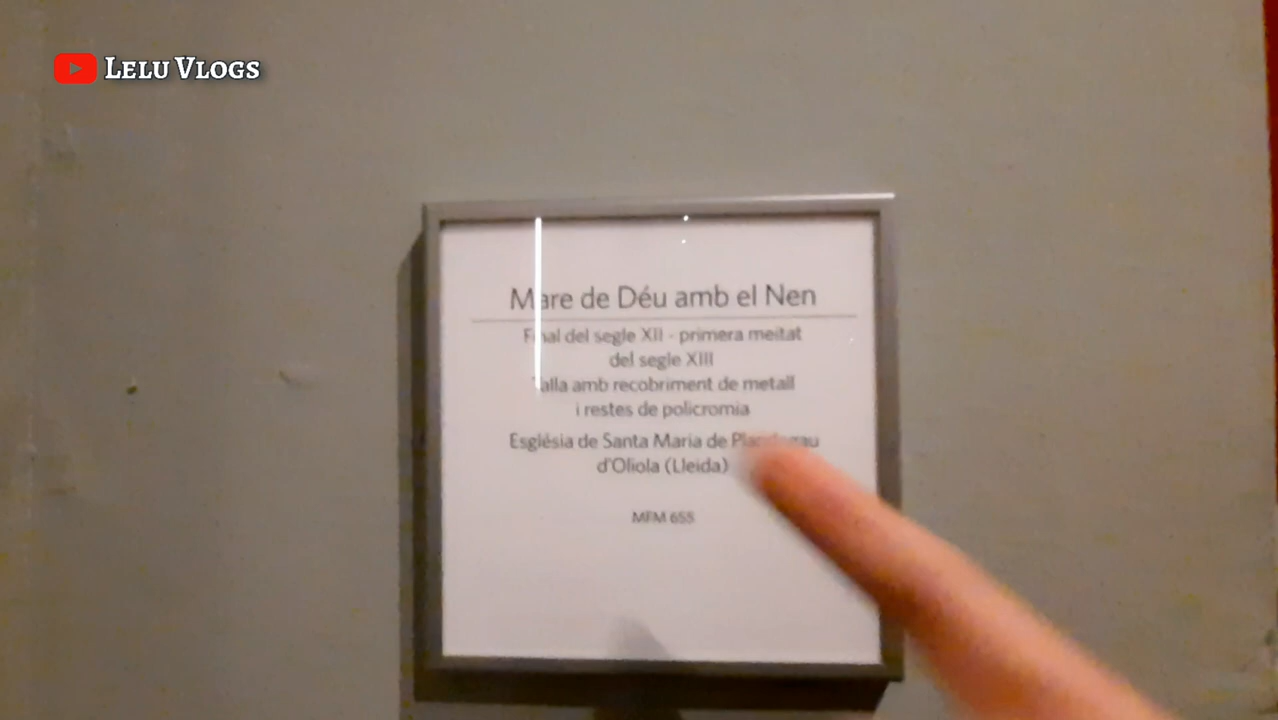 Lelu Vlogs
Mare de Déu amb el Nen
Final del segle XII - primera meitat
del segle XIII
Talla amb recobriment de metall
i restes de policromia
Església de Santa Maria de
d'Oliola (Lleida)
MFM 655